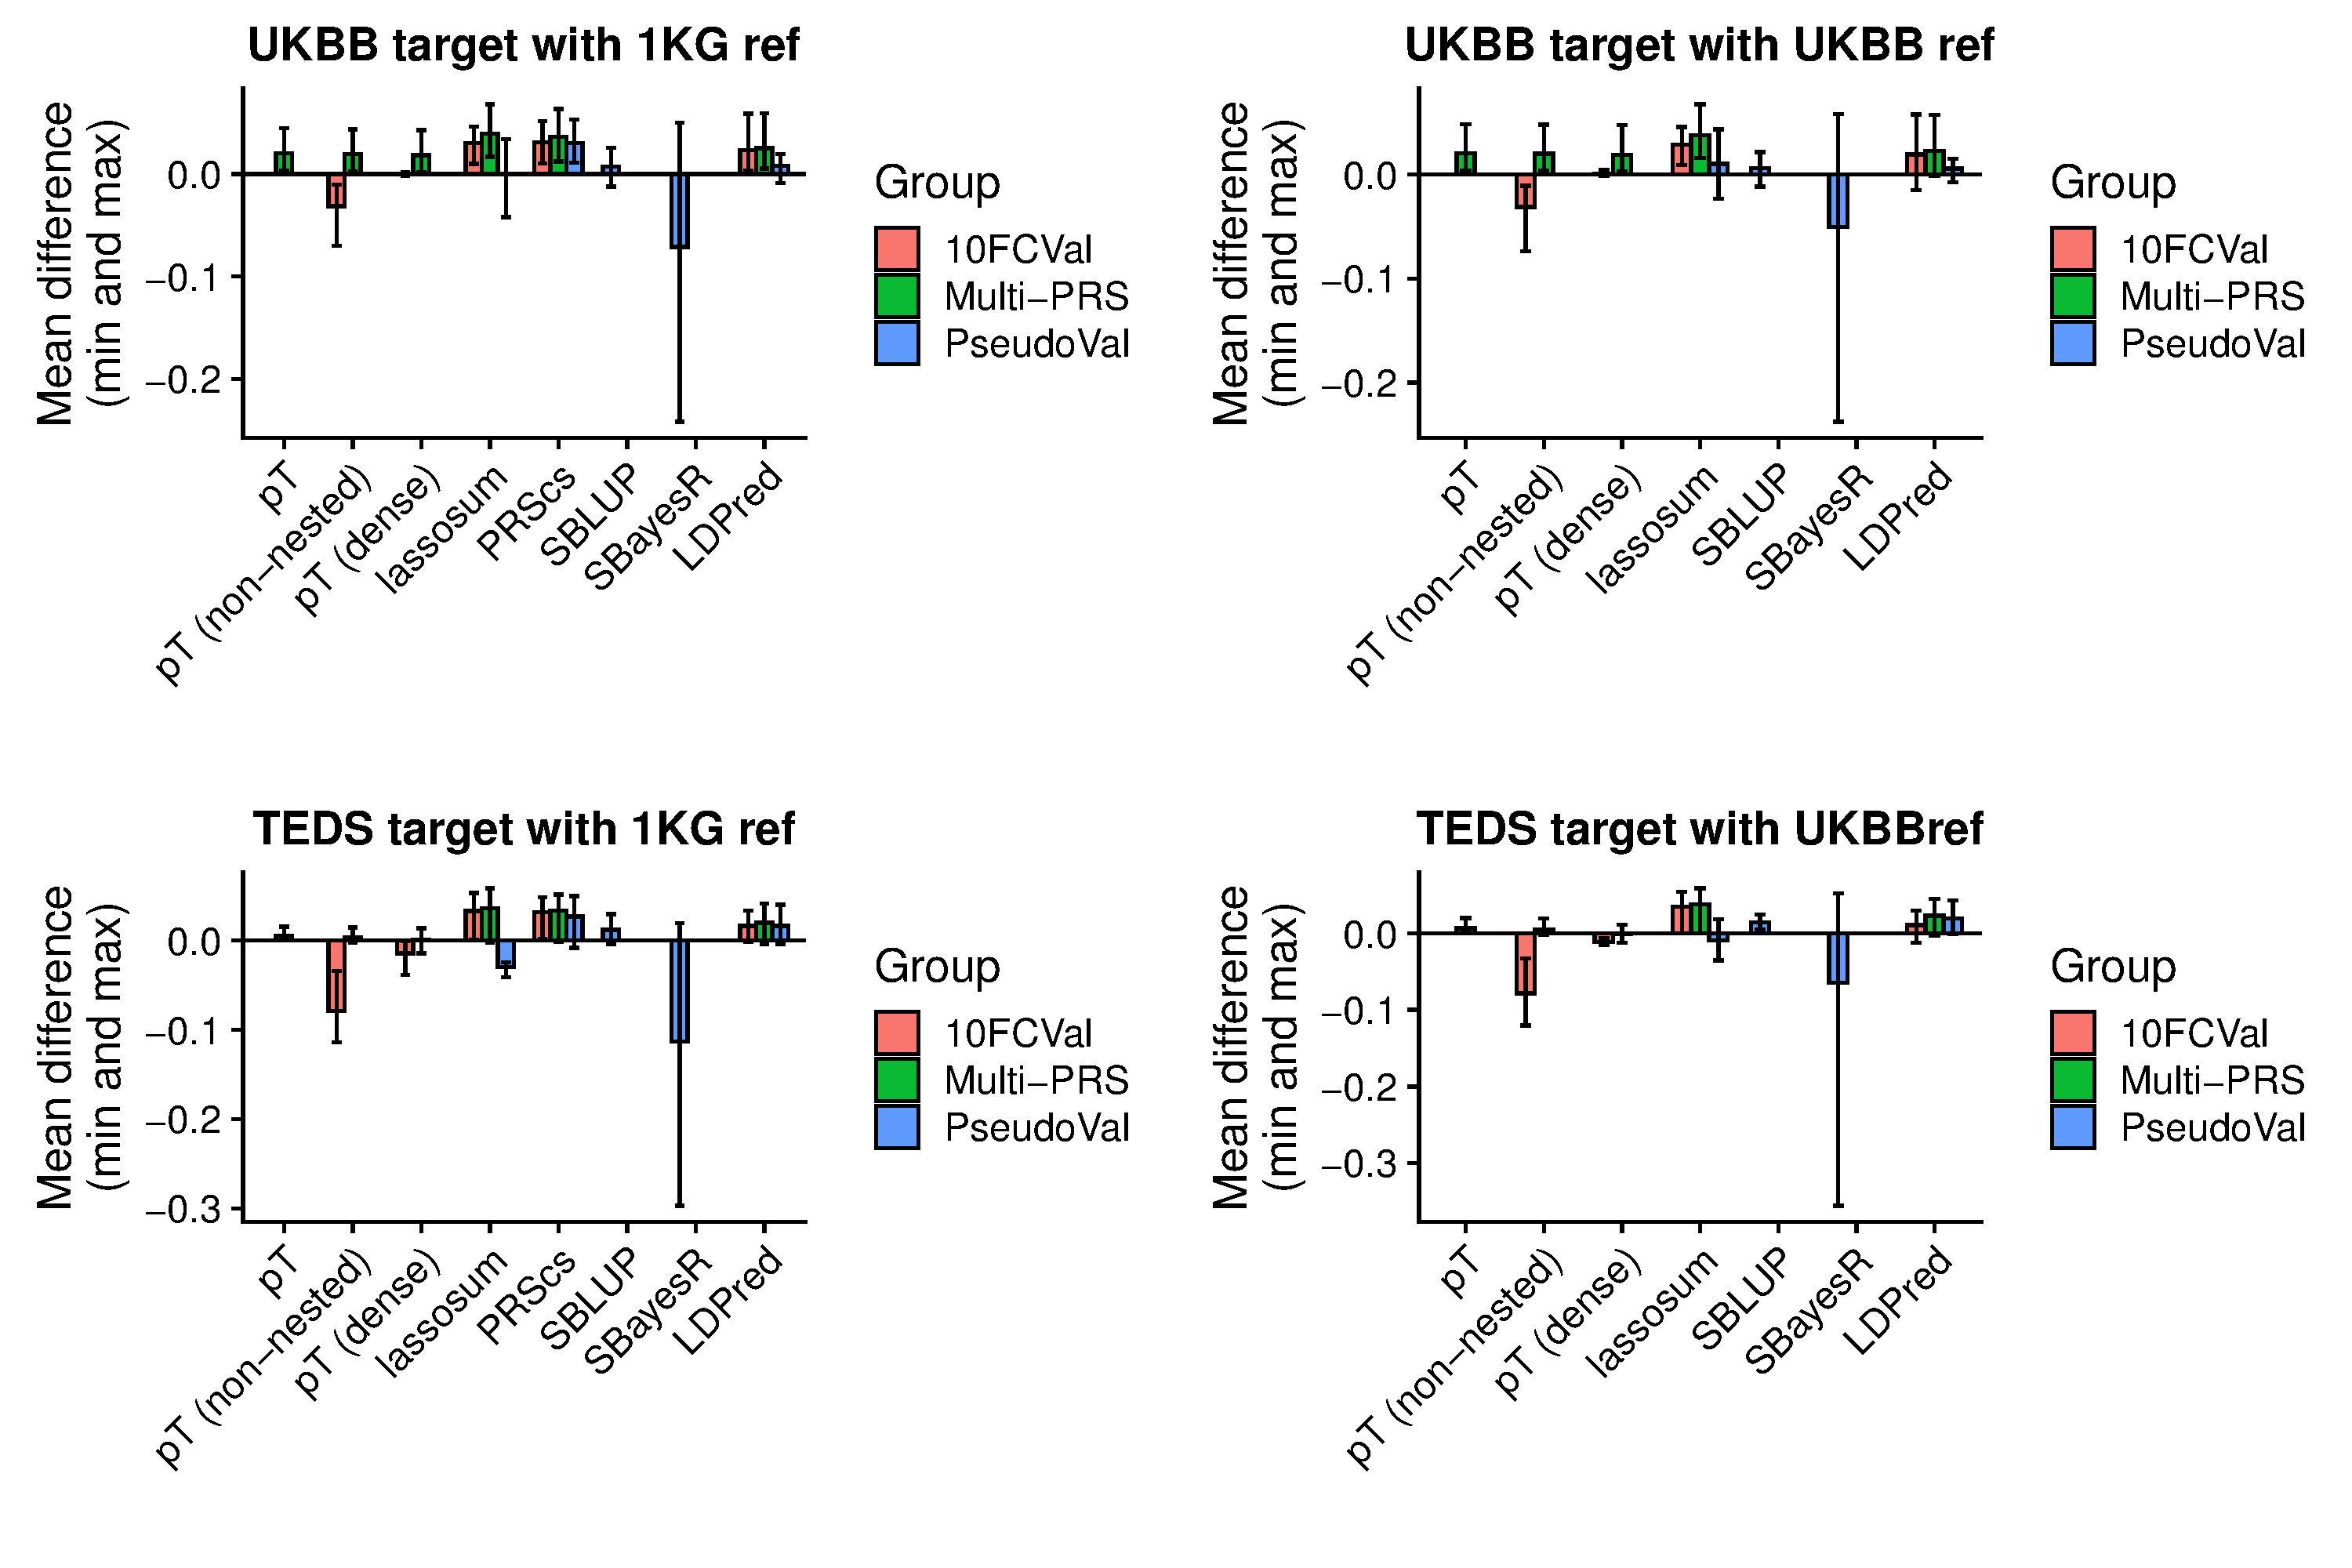 UKBB target with 1KG ref
Mean difference
(min and max)
0.0
−0.1
−0.2
pT
pT (non−nested)
pT (dense)
lassosum
PRScs
SBLUP
SBayesR
LDPred
Group
10FCVal
Multi−PRS
PseudoVal
UKBB target with UKBB ref
Mean difference
(min and max)
0.0
−0.1
−0.2
pT
pT (non−nested)
pT (dense)
lassosum
SBLUP
SBayesR
LDPred
Group
10FCVal
Multi−PRS
PseudoVal
TEDS target with 1KG ref
Mean difference
(min and max)
0.0
−0.1
−0.2
−0.3
pT
pT (non−nested)
pT (dense)
lassosum
PRScs
SBLUP
SBayesR
LDPred
Group
10FCVal
Multi−PRS
PseudoVal
TEDS target with UKBBref
Mean difference
(min and max)
0.0
−0.1
−0.2
−0.3
pT
pT (non−nested)
pT (dense)
lassosum
SBLUP
SBayesR
LDPred
Group
10FCVal
Multi−PRS
PseudoVal